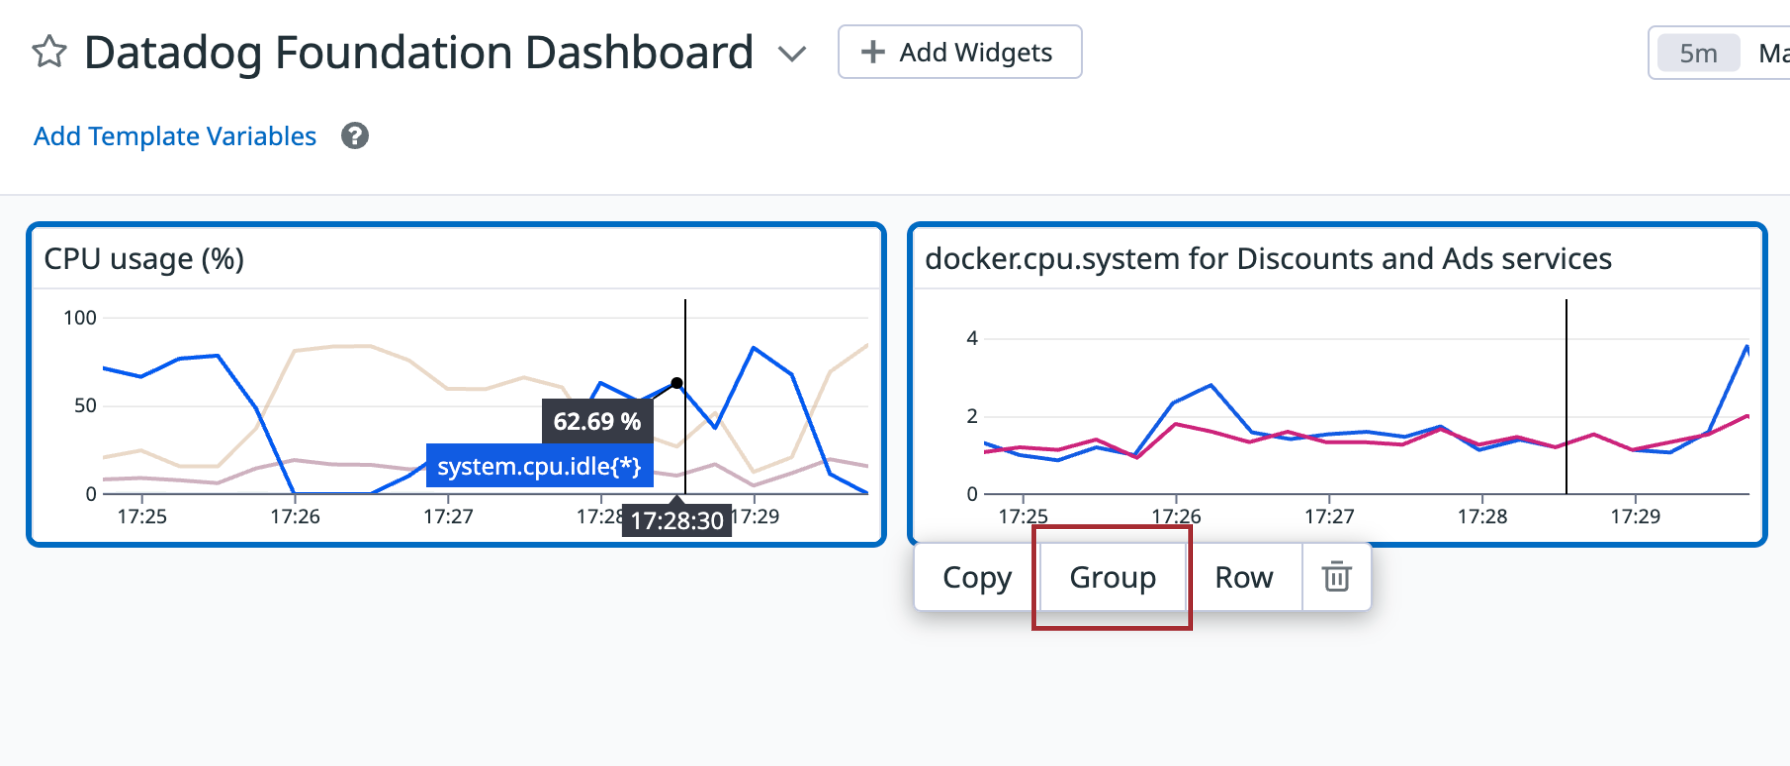 Datadog Foundation Dashboard
+ Add Widgets
5m
Add Template Variables ?
CPU usage (%)
100
50
0
62.69 %
system.cpu.idle{*}
17:25 17:26 17:27 17:28 17:28:30 17:29
docker.cpu.system for Discounts and Ads services
4
2
0
17:25 17:26 17:27 17:28 17:29
Copy Group Row